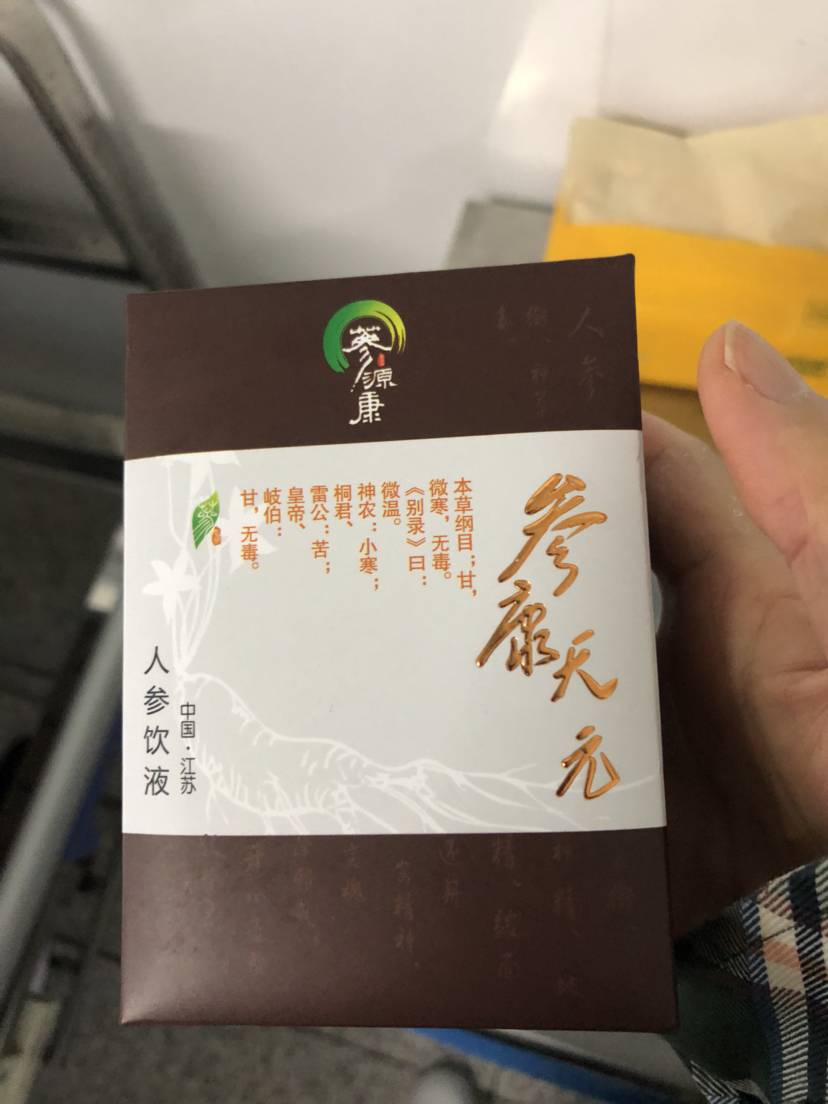 蔘源康
参康天元
本草纲目：甘，
微寒，无毒。
《别录》曰：
微温。
神农：小寒；
桐君、
雷公：苦；
皇帝、
岐伯：
甘，无毒。
人参饮液
中国·江苏
人参